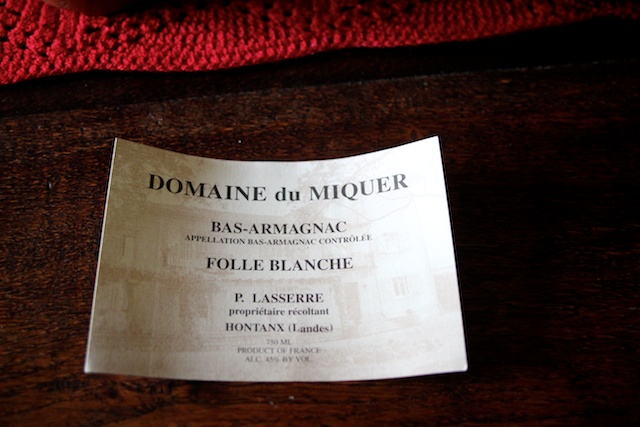 DOMAINE du MIQUER
BAS-ARMAGNAC
APPELLATION BAS-ARMAGNAC CONTRÔLÉE
FOLLE BLANCHE
P. LASSERRE
propriétaire récoltant
HONTANX (Landes)
750 ML
PRODUCT OF FRANCE
ALC. 45% BY VOL.